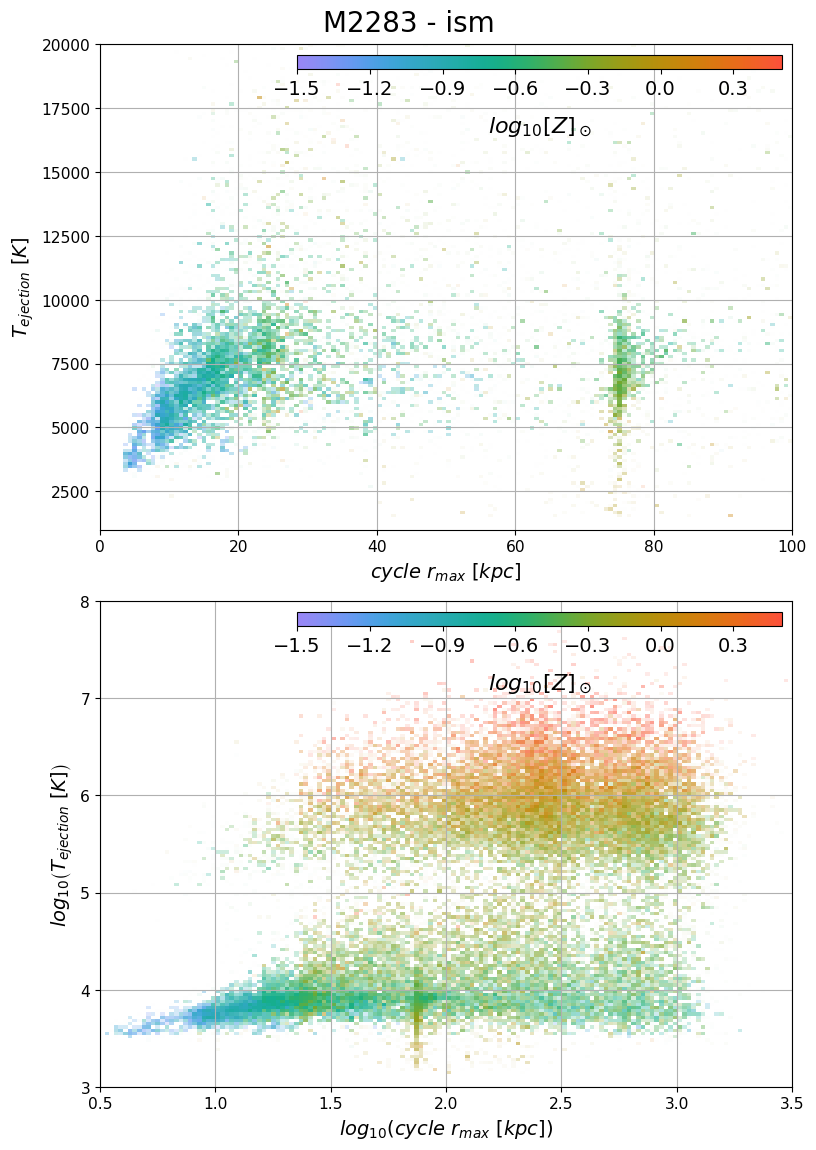 M2283 - ism
20000
17500
15000
12500
10000
7500
5000
2500
T_ejection [K]
−1.5 −1.2 −0.9 −0.6 −0.3 0.0 0.3
log₁₀[Z]⊙
0 20 40 60 80 100
cycle r_max [kpc]
8
7
6
5
4
3
log₁₀(T_ejection [K])
−1.5 −1.2 −0.9 −0.6 −0.3 0.0 0.3
log₁₀[Z]⊙
0.5 1.0 1.5 2.0 2.5 3.0 3.5
log₁₀(cycle r_max [kpc])